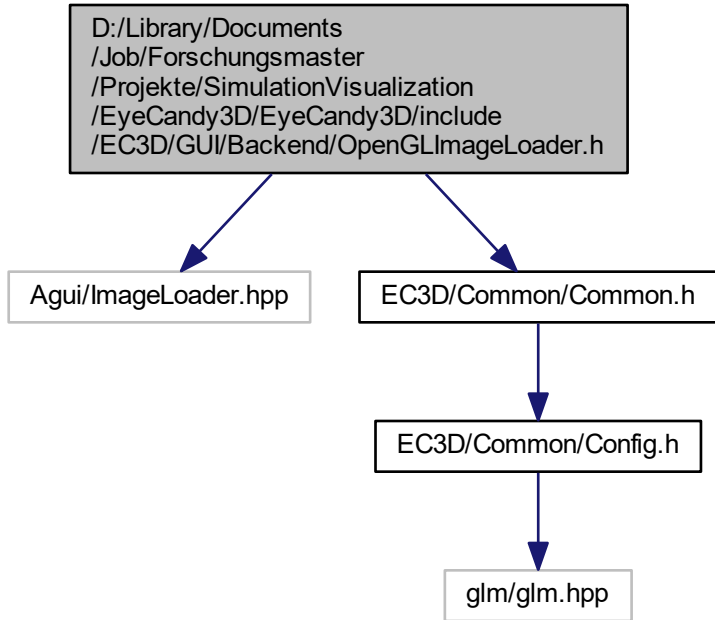 D:/Library/Documents
/Job/Forschungsmaster
/Projekte/SimulationVisualization
/EyeCandy3D/EyeCandy3D/include
/EC3D/GUI/Backend/OpenGLImageLoader.h
Agui/ImageLoader.hpp
EC3D/Common/Common.h
EC3D/Common/Config.h
glm/glm.hpp